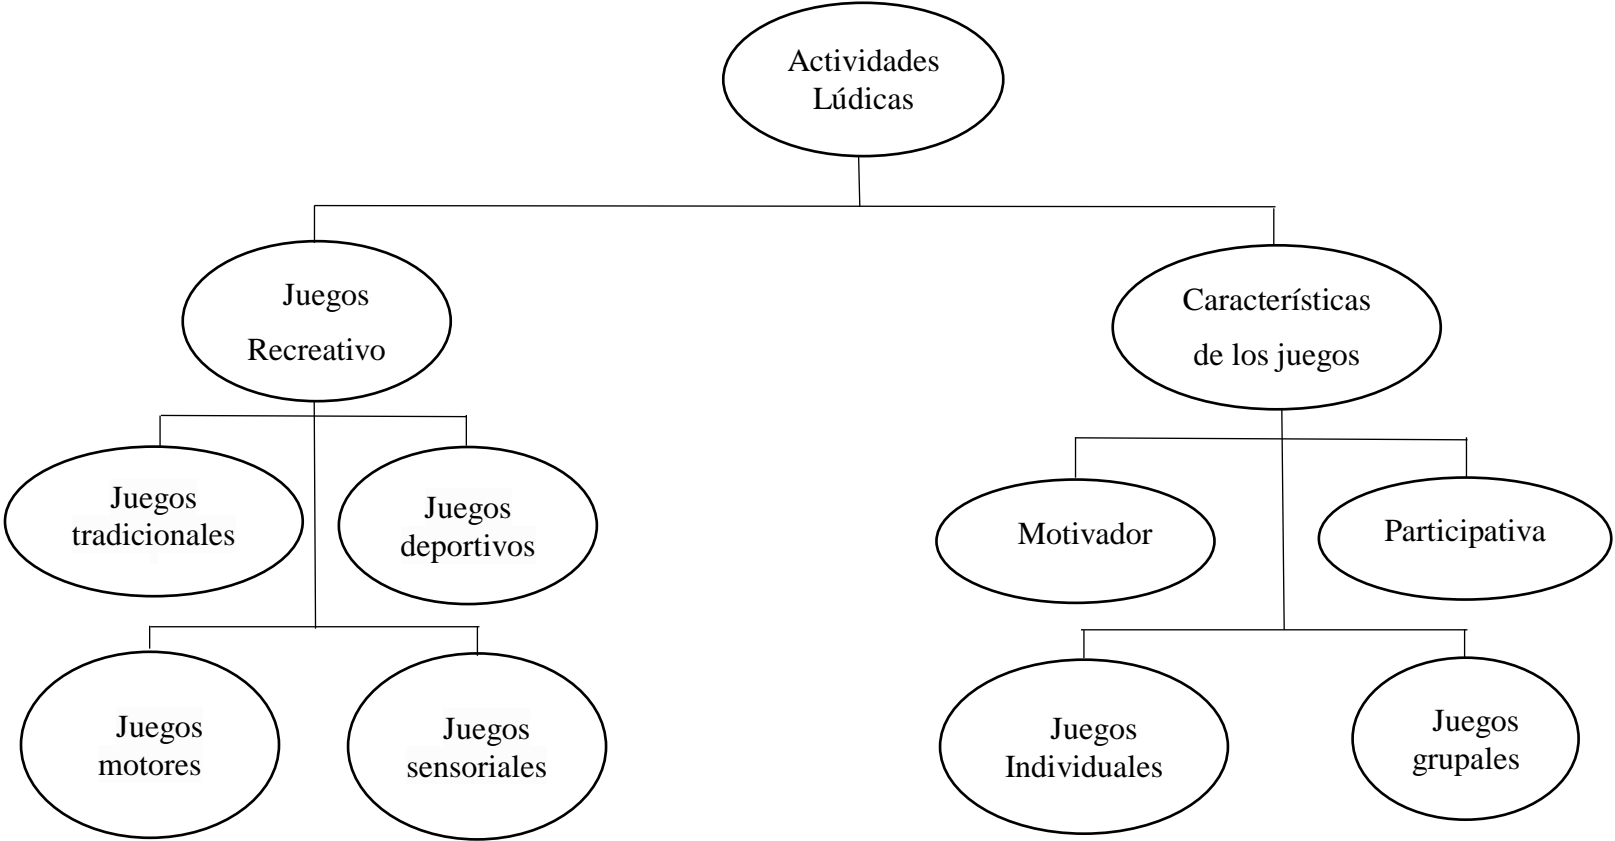 Actividades
Lúdicas
Juegos
Recreativo
Características
de los juegos
Juegos
tradicionales
Juegos
deportivos
Motivador
Participativa
Juegos
motores
Juegos
sensoriales
Juegos
Individuales
Juegos
grupales